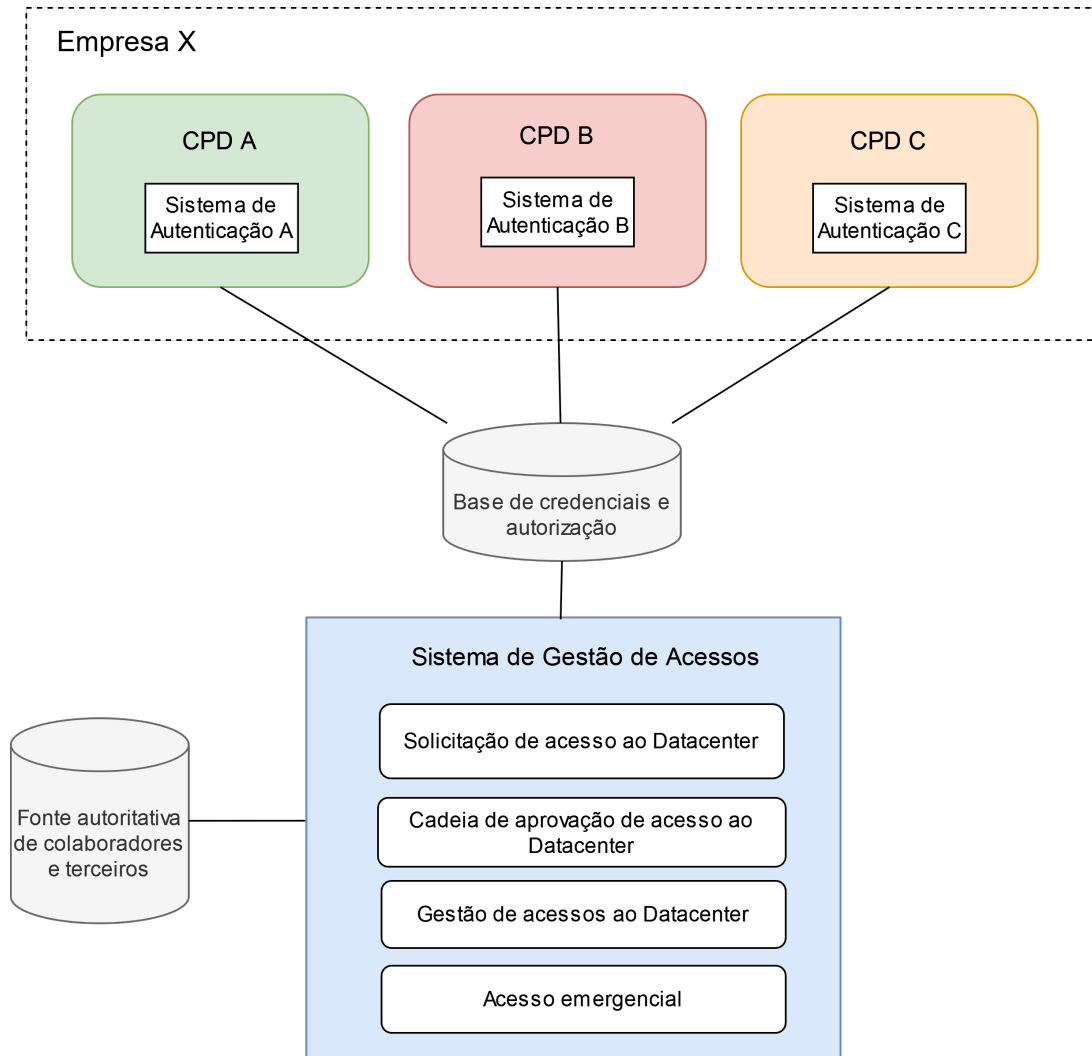 Empresa X
CPD A
Sistema de
Autenticação A
CPD B
Sistema de
Autenticação B
CPD C
Sistema de
Autenticação C
Base de credenciais e
autorização
Sistema de Gestão de Acessos
Solicitação de acesso ao Datacenter
Cadeia de aprovação de acesso ao
Datacenter
Gestão de acessos ao Datacenter
Acesso emergencial
Fonte autoritativa
de colaboradores
e terceiros